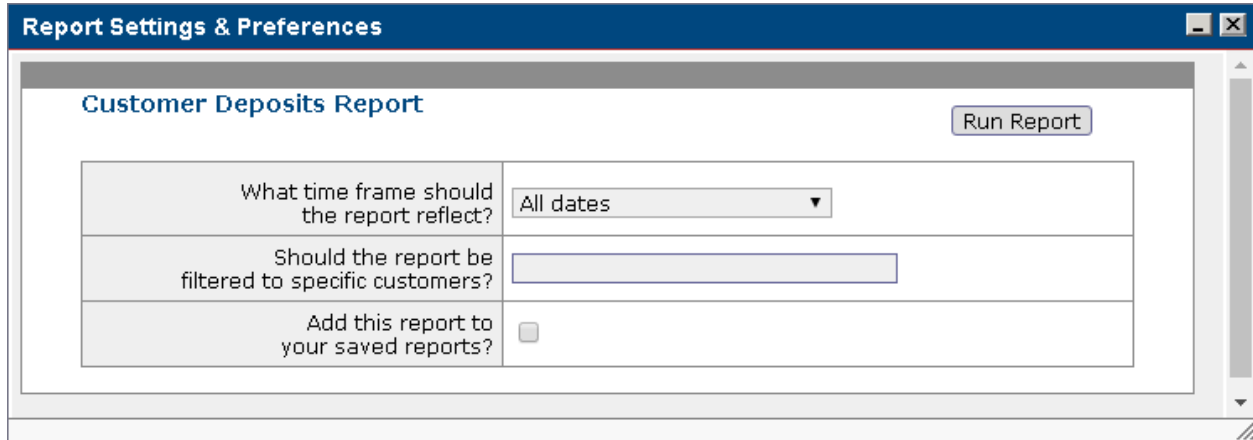 Report Settings & Preferences
Customer Deposits Report
Run Report
What time frame should
the report reflect?
All dates
Should the report be
filtered to specific customers?
Add this report to
your saved reports?